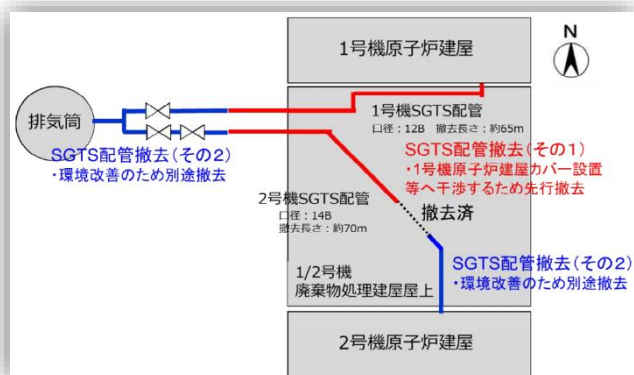 1号機原子炉建屋
N
排気筒
1号機SGTS配管
口径：12B 撤去長さ：約65m
SGTS配管撤去(その2)
・環境改善のため別途撤去
SGTS配管撤去(その1)
・1号機原子炉建屋カバー設置
等へ干渉するため先行撤去
2号機SGTS配管
口径：14B
撤去長さ：約70m
撤去済
SGTS配管撤去(その2)
・環境改善のため別途撤去
1/2号機
廃棄物処理建屋屋上
2号機原子炉建屋